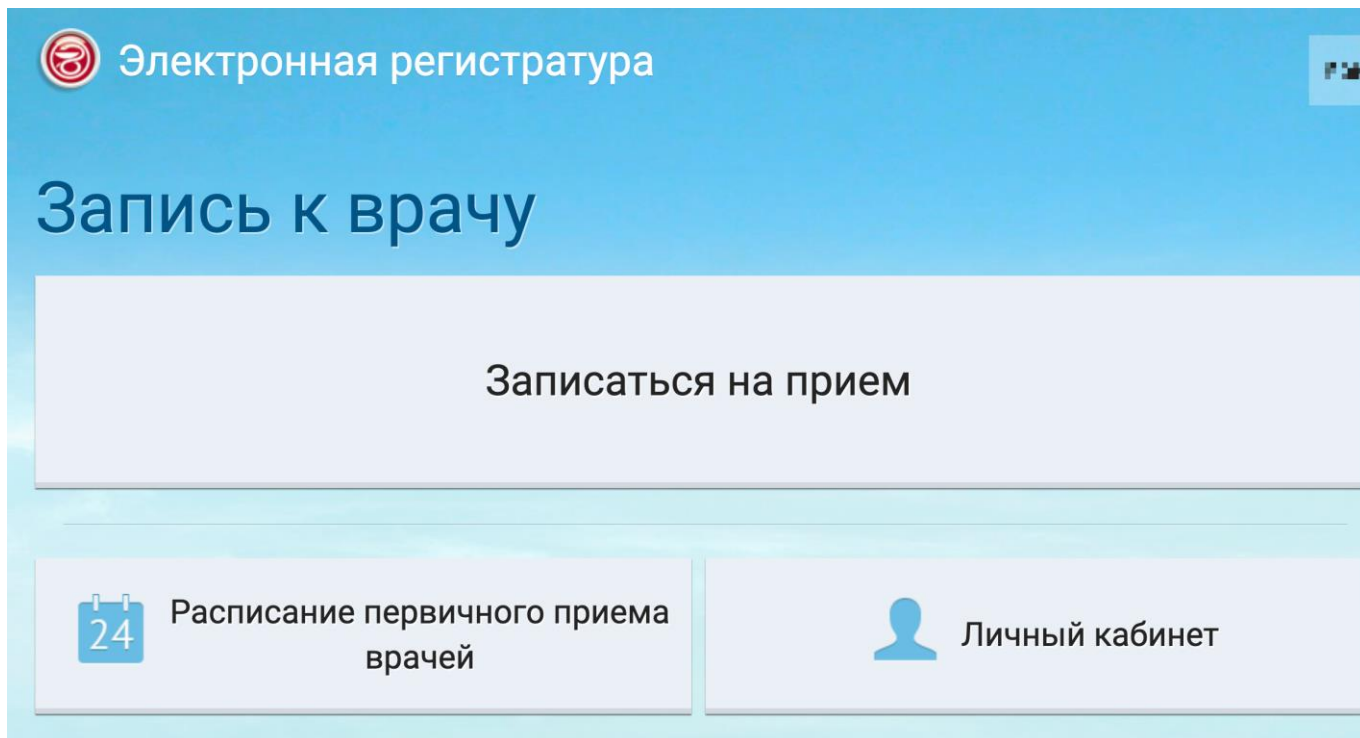 Электронная регистратура
Запись к врачу
Записаться на прием
24
Расписание первичного приема
врачей
Личный кабинет